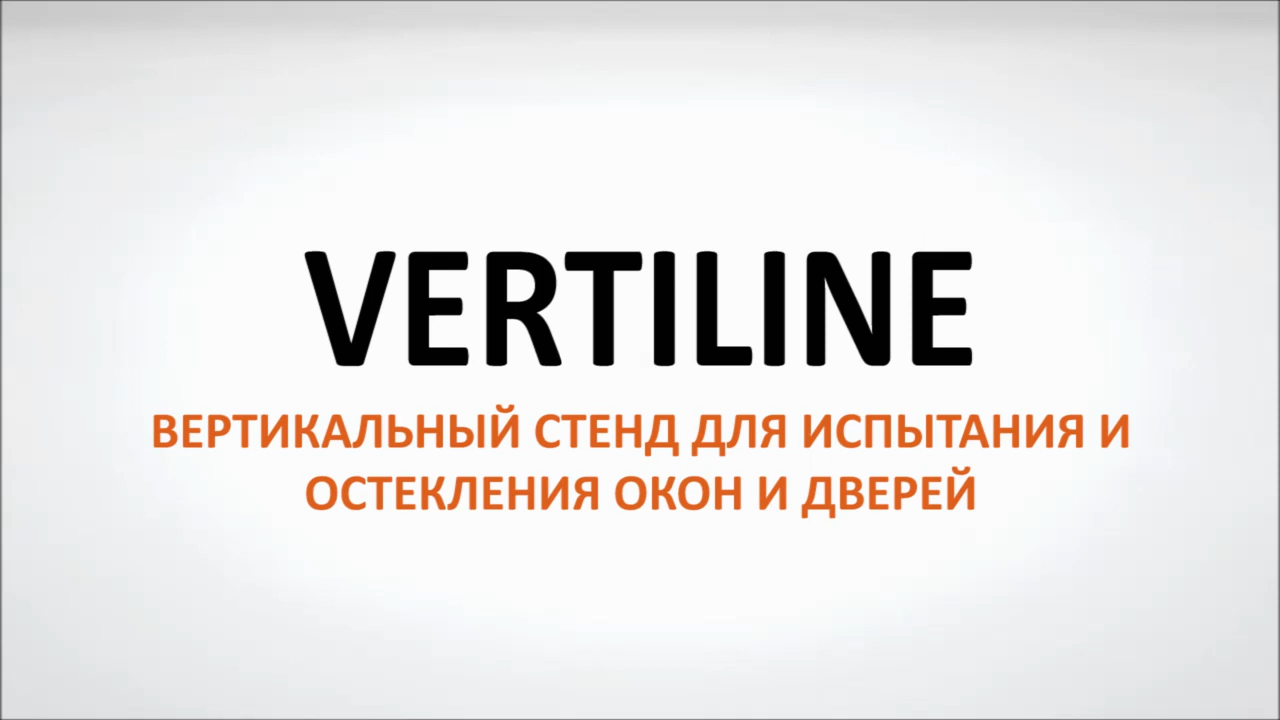 VERTILINE
ВЕРТИКАЛЬНЫЙ СТЕНД ДЛЯ ИСПЫТАНИЯ И
ОСТЕКЛЕНИЯ ОКОН И ДВЕРЕЙ